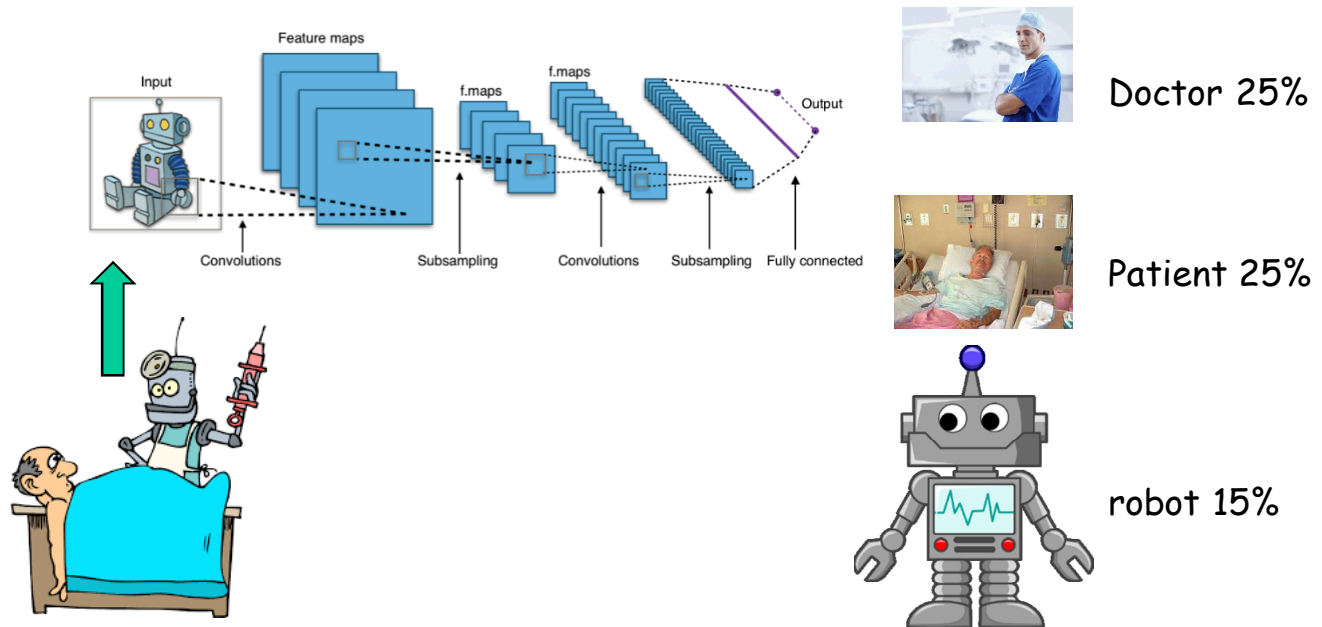 Input
Feature maps
f.maps
f.maps
Output
Convolutions
Subsampling
Convolutions
Subsampling
Fully connected
Doctor 25%
Patient 25%
robot 15%